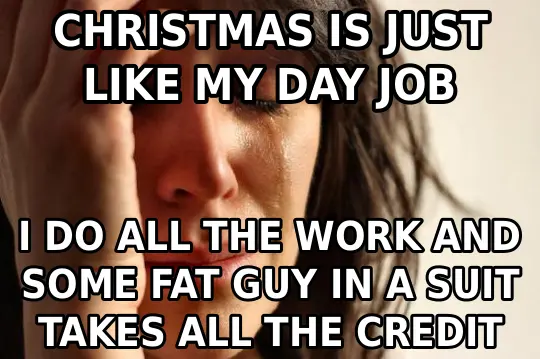 CHRISTMAS IS JUST
LIKE MY DAY JOB
I DO ALL THE WORK AND
SOME FAT GUY IN A SUIT
TAKES ALL THE CREDIT